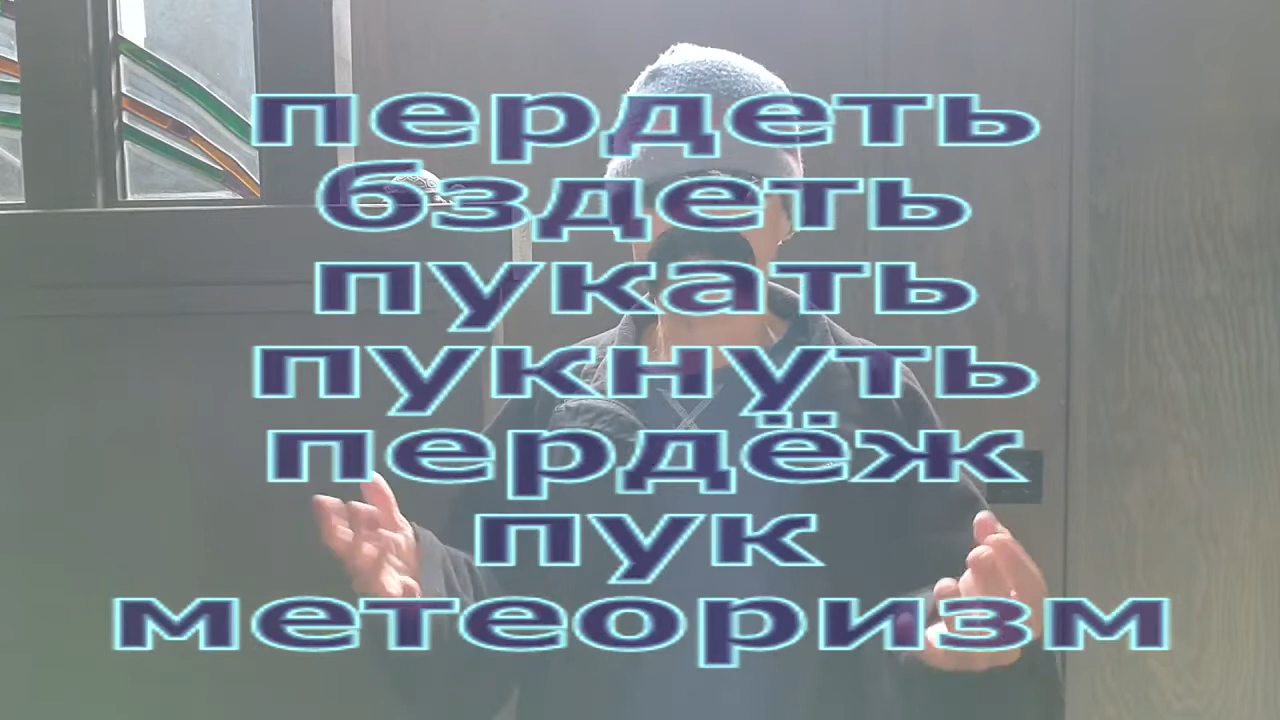 пердеть
бздеть
пукать
пукнуть
пердёж
пук
метеоризм